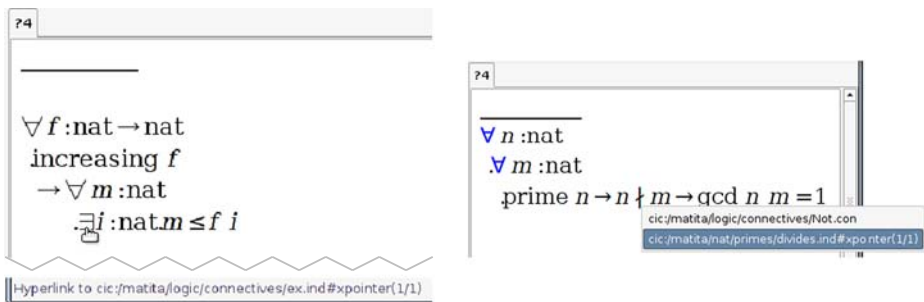 ?4
∀ f :nat→nat
.increasing f
→∀ m :nat
.∃i :nat.m ≤f i
Hyperlink to cic:/matita/logic/connectives/ex.ind#xpointer(1/1)
?4
∀ n :nat
.∀ m :nat
.prime n→n ∤ m→gcd n m =1
cic:/matita/logic/connectives/Not.con
cic:/matita/nat/primes/divides.ind#xpointer(1/1)